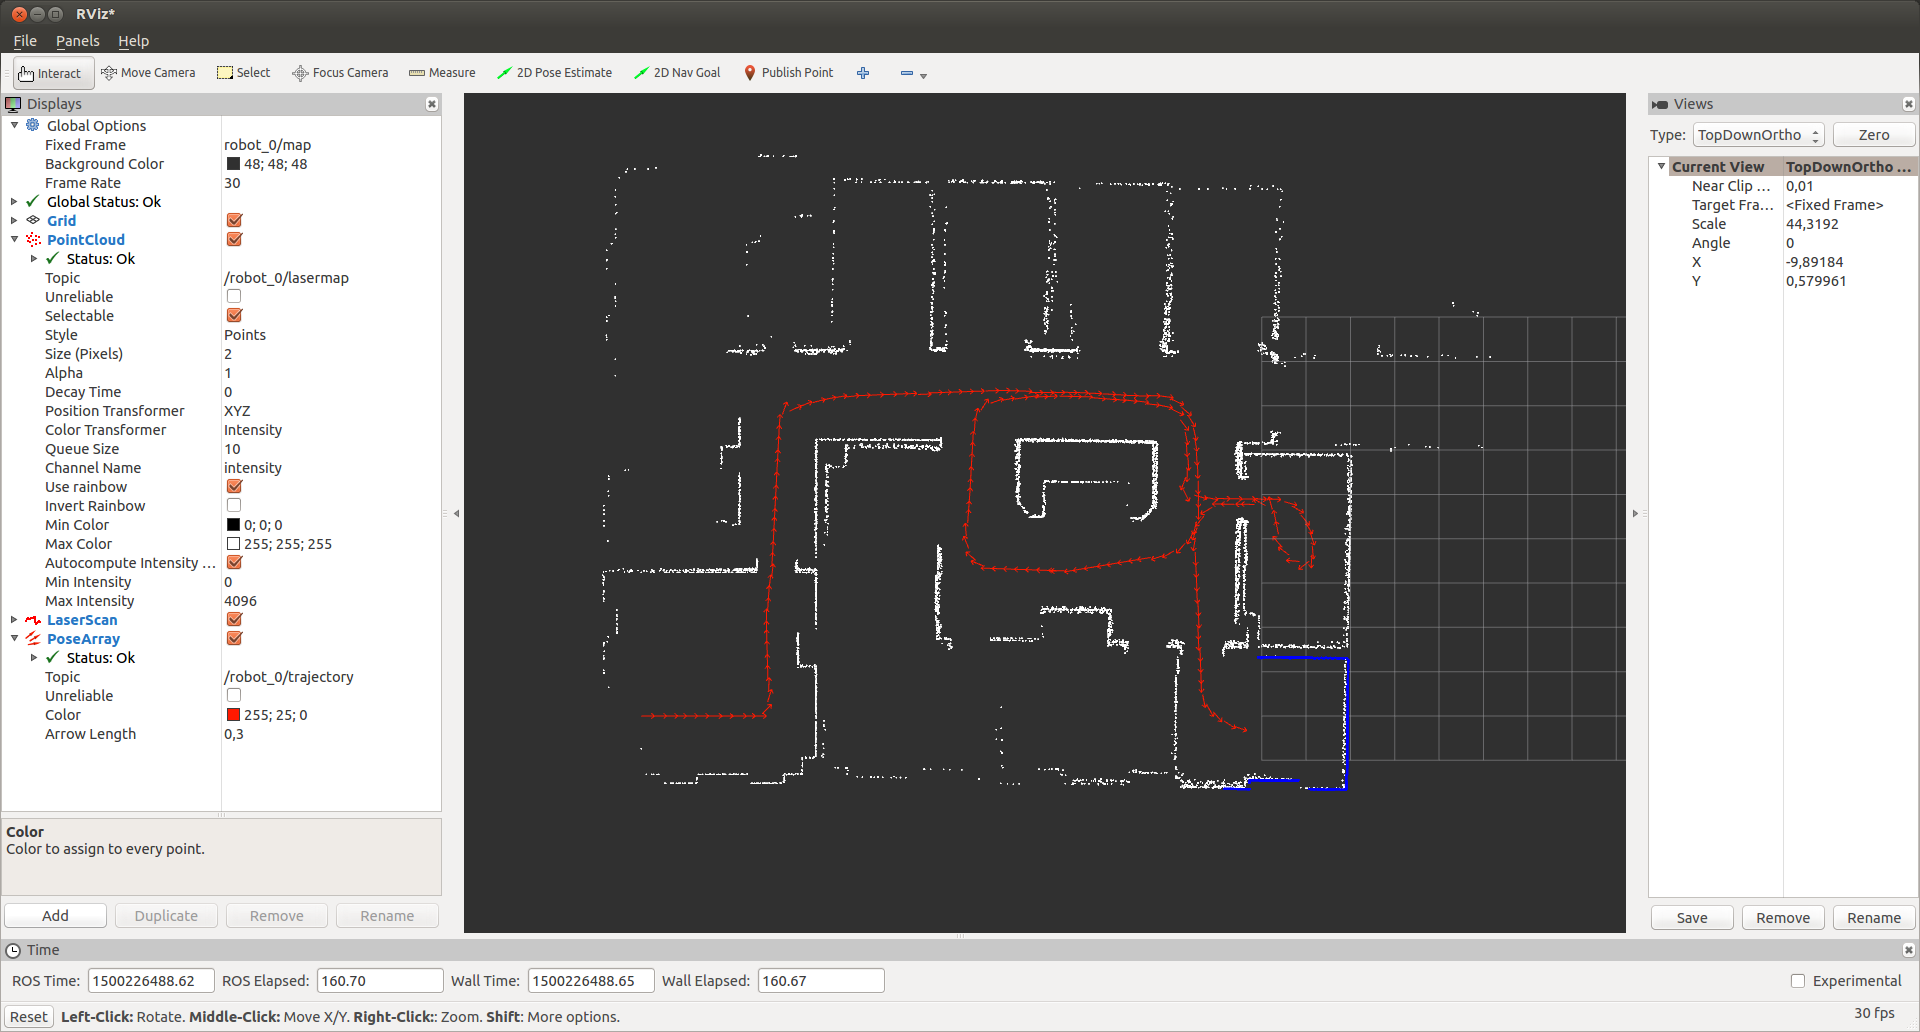 RViz*
File Panels Help
Interact Move Camera Select Focus Camera Measure 2D Pose Estimate 2D Nav Goal Publish Point
Displays
Global Options
Fixed Frame robot_0/map
Background Color 48; 48; 48
Frame Rate 30
Global Status: Ok
Grid
PointCloud
Status: Ok
Topic /robot_0/lasermap
Unreliable
Selectable
Style Points
Size (Pixels) 2
Alpha 1
Decay Time 0
Position Transformer XYZ
Color Transformer Intensity
Queue Size 10
Channel Name intensity
Use rainbow
Invert Rainbow
Min Color 0; 0; 0
Max Color 255; 255; 255
Autocompute Intensity ...
Min Intensity 0
Max Intensity 4096
LaserScan
PoseArray
Status: Ok
Topic /robot_0/trajectory
Unreliable
Color 255; 25; 0
Arrow Length 0,3
Color
Color to assign to every point.
Add Duplicate Remove Rename
Views
Type: TopDownOrtho Zero
Current View TopDownOrtho ...
Near Clip ... 0,01
Target Fra... <Fixed Frame>
Scale 44,3192
Angle 0
X -9,89184
Y 0,579961
Save Remove Rename
Time
ROS Time: 1500226488.62 ROS Elapsed: 160.70 Wall Time: 1500226488.65 Wall Elapsed: 160.67 Experimental
Reset Left-Click: Rotate. Middle-Click: Move X/Y. Right-Click:: Zoom. Shift: More options. 30 fps